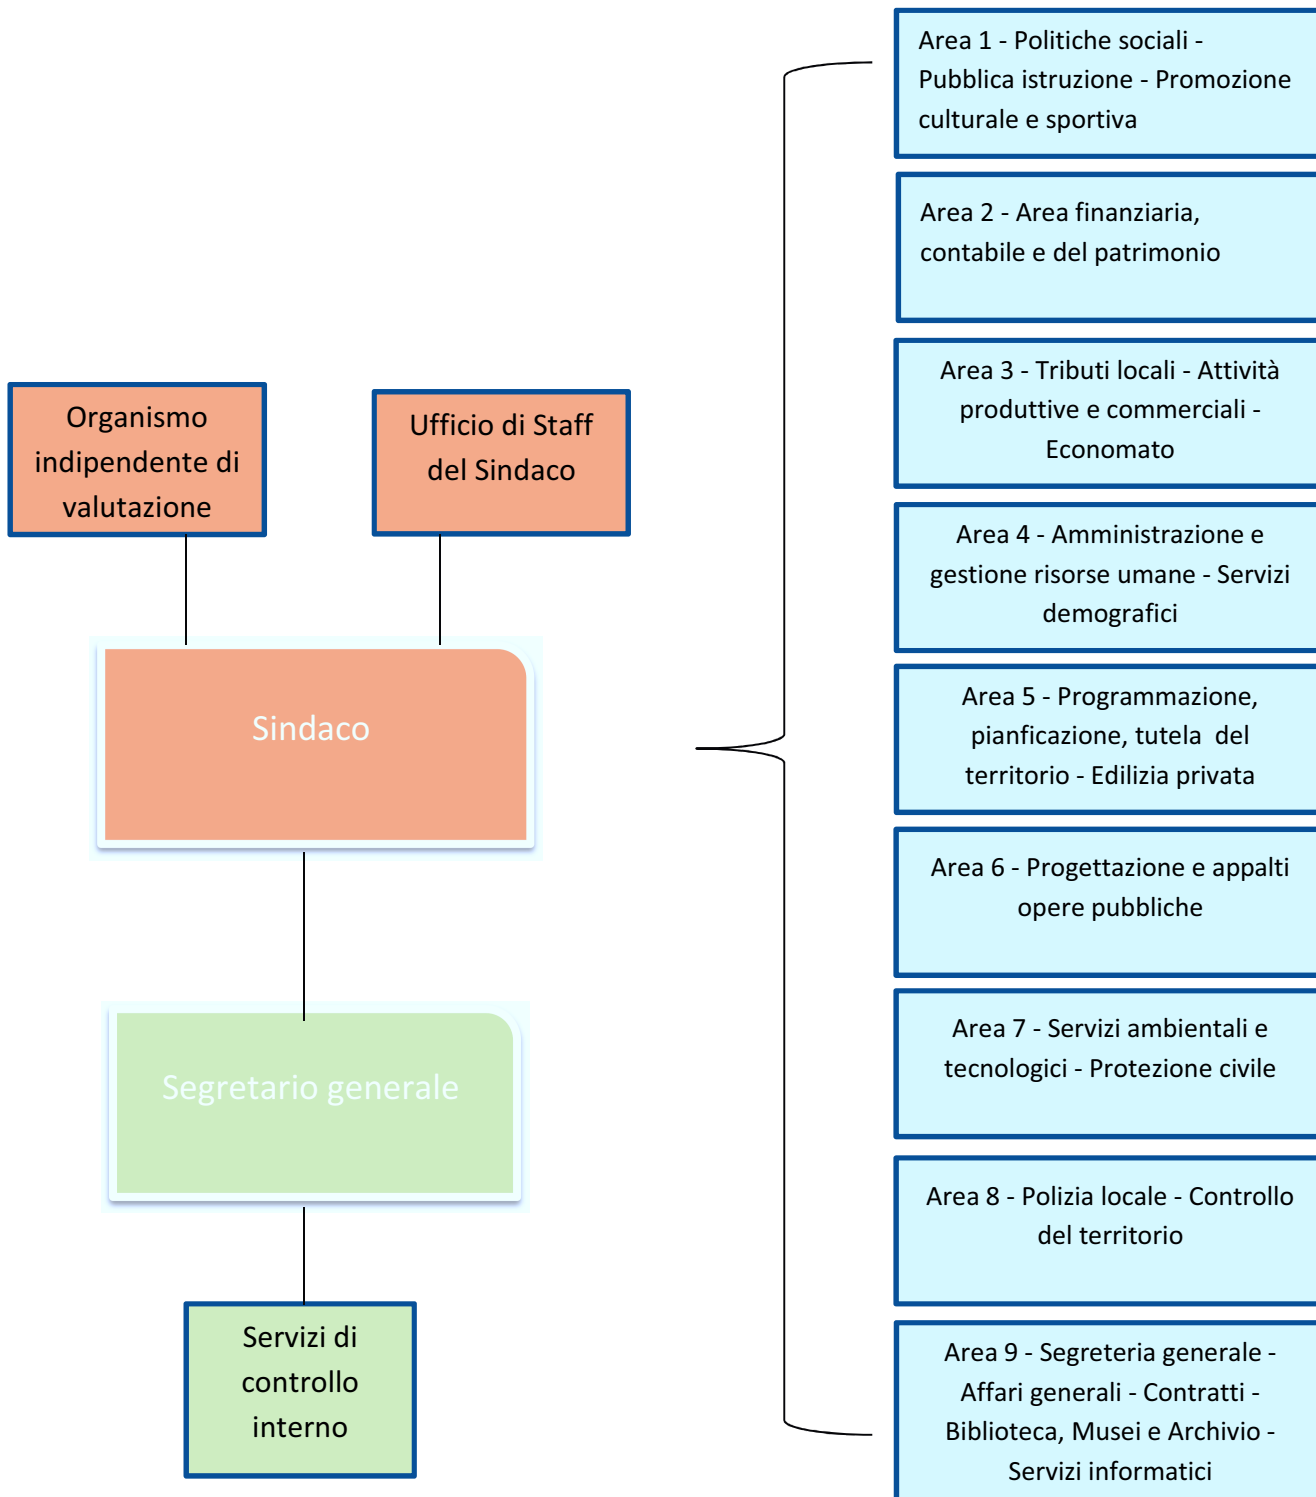 Area 1 - Politiche sociali -
Pubblica istruzione - Promozione
culturale e sportiva
Area 2 - Area finanziaria,
contabile e del patrimonio
Area 3 - Tributi locali - Attività
produttive e commerciali -
Economato
Organismo
indipendente di
valutazione
Ufficio di Staff
del Sindaco
Area 4 - Amministrazione e
gestione risorse umane - Servizi
demografici
Sindaco
Area 5 - Programmazione,
pianficazione, tutela  del
territorio - Edilizia privata
Area 6 - Progettazione e appalti
opere pubbliche
Segretario generale
Area 7 - Servizi ambientali e
tecnologici - Protezione civile
Area 8 - Polizia locale - Controllo
del territorio
Servizi di
controllo
interno
Area 9 - Segreteria generale -
Affari generali - Contratti -
Biblioteca, Musei e Archivio -
Servizi informatici